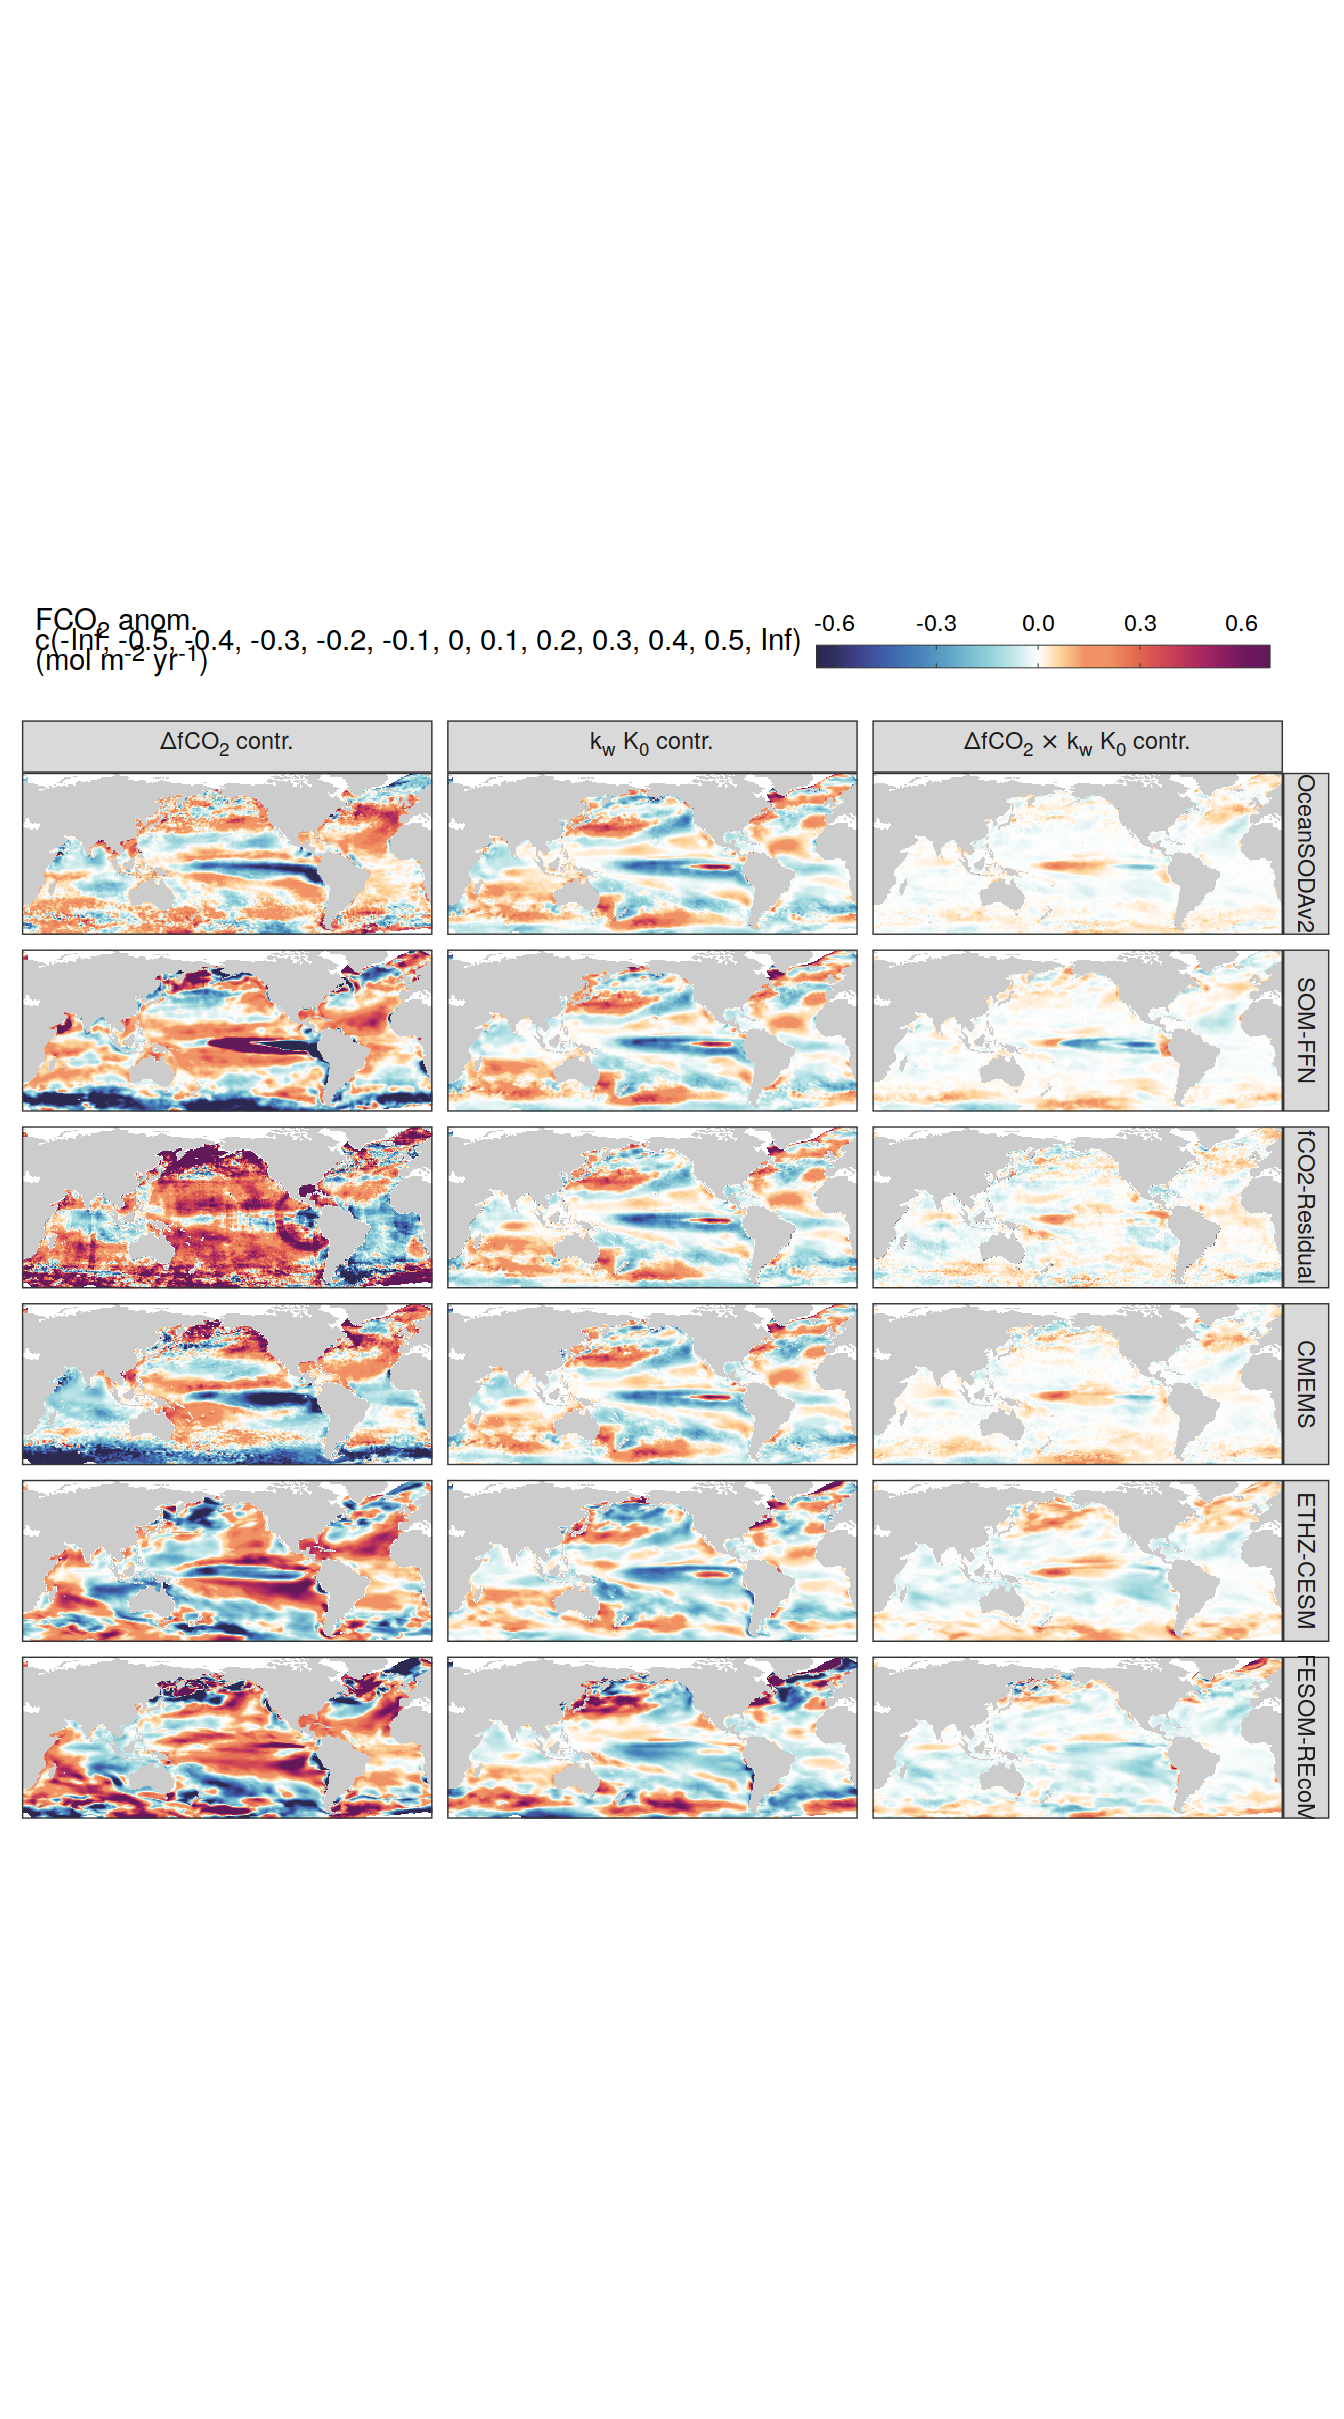 FCO2 anom.
c(-Inf, -0.5, -0.4, -0.3, -0.2, -0.1, 0, 0.1, 0.2, 0.3, 0.4, 0.5, Inf)
(mol m-2 yr-1)
-0.6 -0.3 0.0 0.3 0.6
ΔfCO2 contr.
kw K0 contr.
ΔfCO2 × kw K0 contr.
OceanSODAv2
SOM-FFN
fCO2-Residual
CMEMS
ETHZ-CESM
FESOM-REcoM